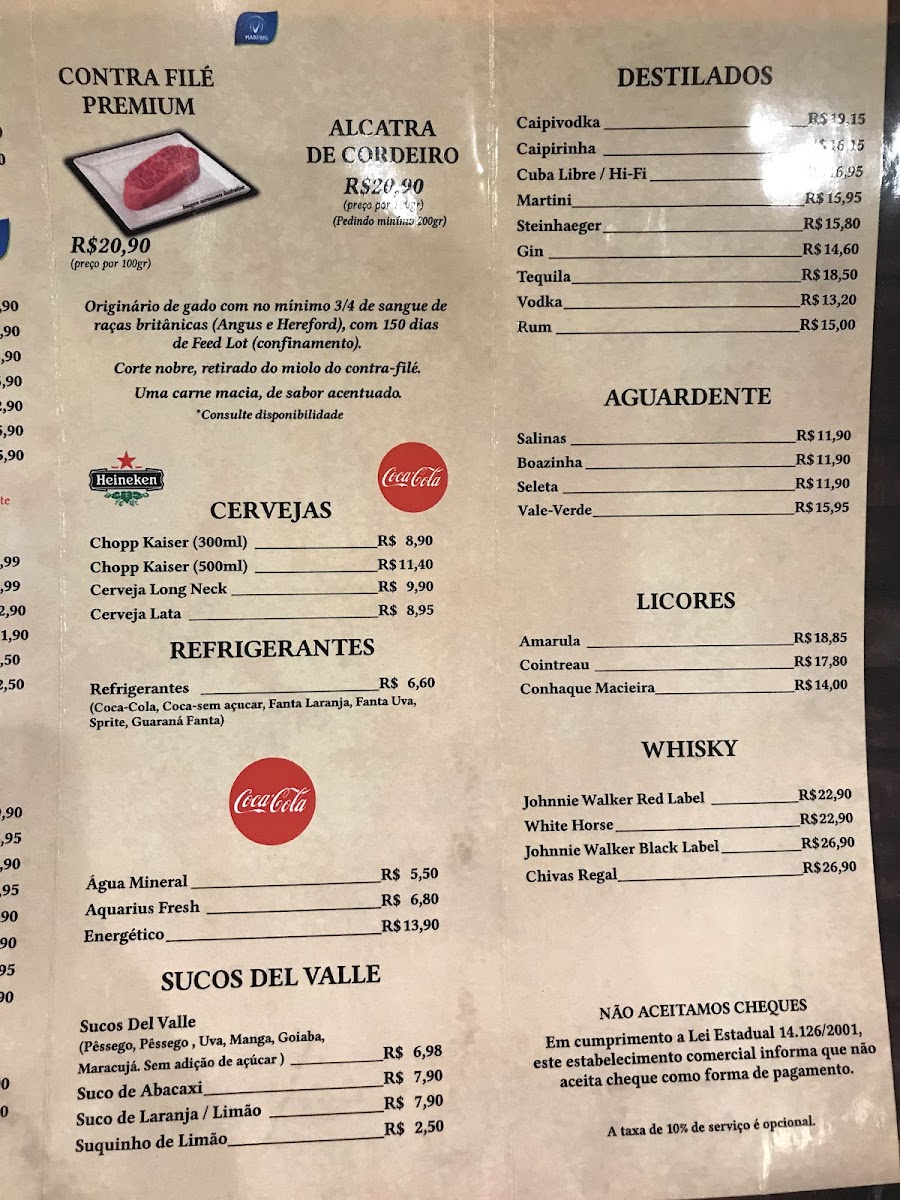 MARFRIG
CONTRA FILÉ
PREMIUM
R$20,90
(preço por 100gr)
ALCATRA
DE CORDEIRO
R$20,90
(preço por 100gr)
(Pedindo mínimo 200gr)
Originário de gado com no mínimo 3/4 de sangue de
raças britânicas (Angus e Hereford), com 150 dias
de Feed Lot (confinamento).
Corte nobre, retirado do miolo do contra-filé.
Uma carne macia, de sabor acentuado.
*Consulte disponibilidade
Heineken
Coca-Cola
CERVEJAS
Chopp Kaiser (300ml) R$ 8,90
Chopp Kaiser (500ml) R$ 11,40
Cerveja Long Neck R$ 9,90
Cerveja Lata R$ 8,95
REFRIGERANTES
Refrigerantes R$ 6,60
(Coca-Cola, Coca-sem açucar, Fanta Laranja, Fanta Uva,
Sprite, Guaraná Fanta)
Coca-Cola
Água Mineral R$ 5,50
Aquarius Fresh R$ 6,80
Energético R$ 13,90
SUCOS DEL VALLE
Sucos Del Valle
(Pêssego, Pêssego , Uva, Manga, Goiaba,
Maracujá. Sem adição de açúcar ) R$ 6,98
Suco de Abacaxi R$ 7,90
Suco de Laranja / Limão R$ 7,90
Suquinho de Limão R$ 2,50
DESTILADOS
Caipivodka R$ 19,15
Caipirinha
Cuba Libre / Hi-Fi
Martini R$ 15,95
Steinhaeger R$ 15,80
Gin R$ 14,60
Tequila R$ 18,50
Vodka R$ 13,20
Rum R$ 15,00
AGUARDENTE
Salinas R$ 11,90
Boazinha R$ 11,90
Seleta R$ 11,90
Vale-Verde R$ 15,95
LICORES
Amarula R$ 18,85
Cointreau R$ 17,80
Conhaque Macieira R$ 14,00
WHISKY
Johnnie Walker Red Label R$ 22,90
White Horse R$ 22,90
Johnnie Walker Black Label R$ 26,90
Chivas Regal R$ 26,90
NÃO ACEITAMOS CHEQUES
Em cumprimento a Lei Estadual 14.126/2001,
este estabelecimento comercial informa que não
aceita cheque como forma de pagamento.
A taxa de 10% de serviço é opcional.